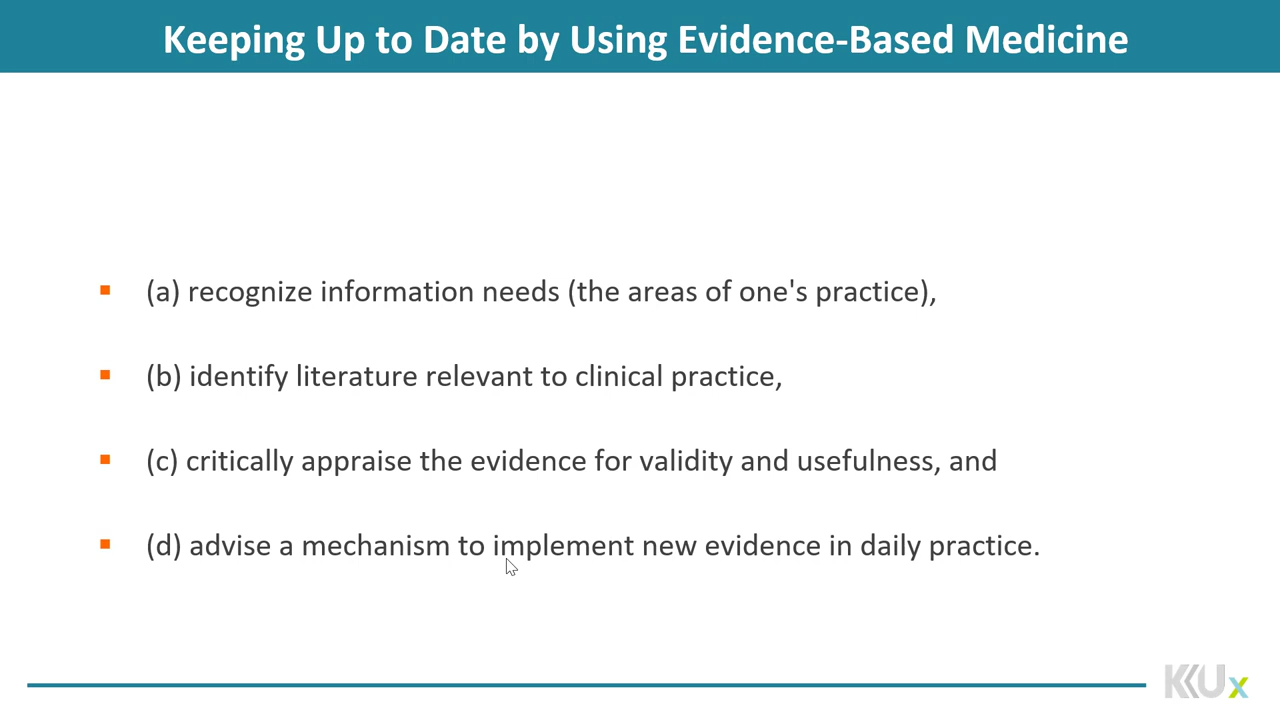 Keeping Up to Date by Using Evidence-Based Medicine
(a) recognize information needs (the areas of one's practice),
(b) identify literature relevant to clinical practice,
(c) critically appraise the evidence for validity and usefulness, and
(d) advise a mechanism to implement new evidence in daily practice.
KKUx